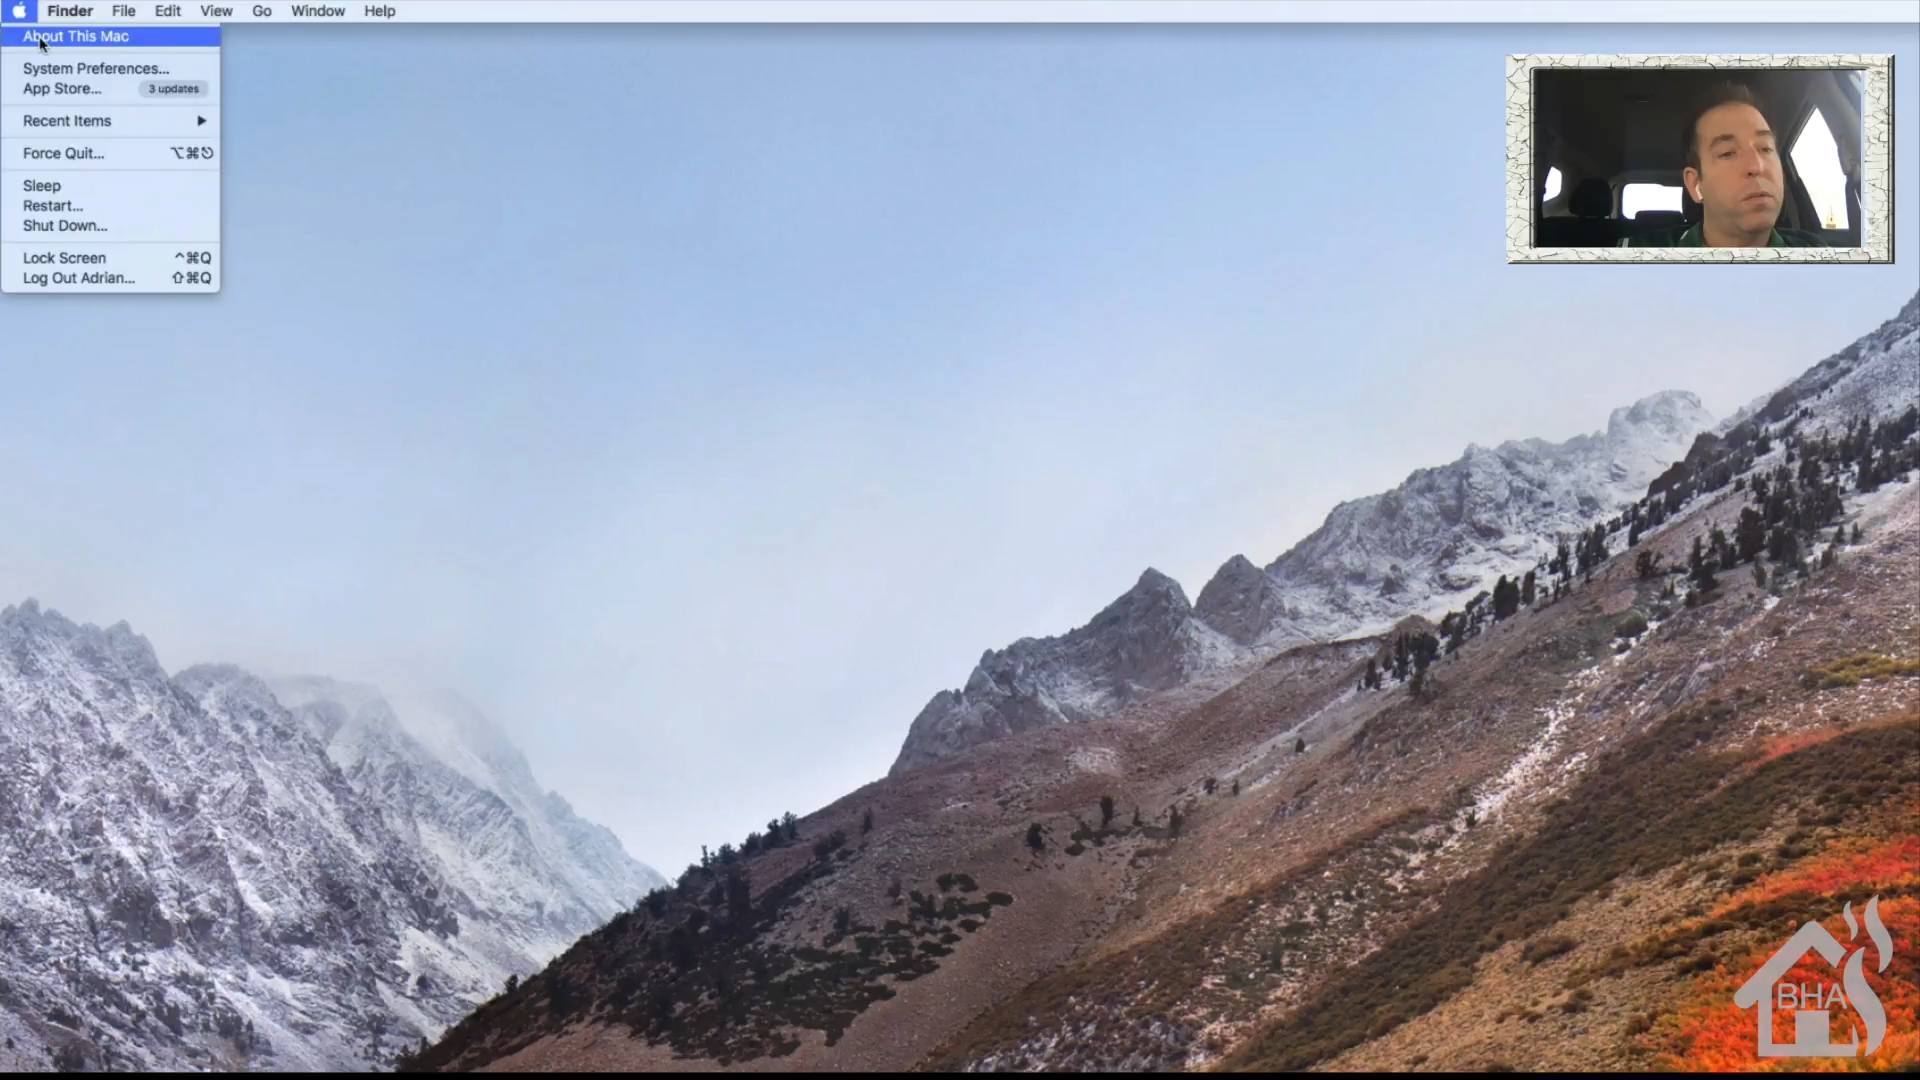 Finder File Edit View Go Window Help
About This Mac
System Preferences...
App Store... 3 updates
Recent Items
Force Quit... ⌥⌘⎋
Sleep
Restart...
Shut Down...
Lock Screen ^⌘Q
Log Out Adrian... ⇧⌘Q
BHA